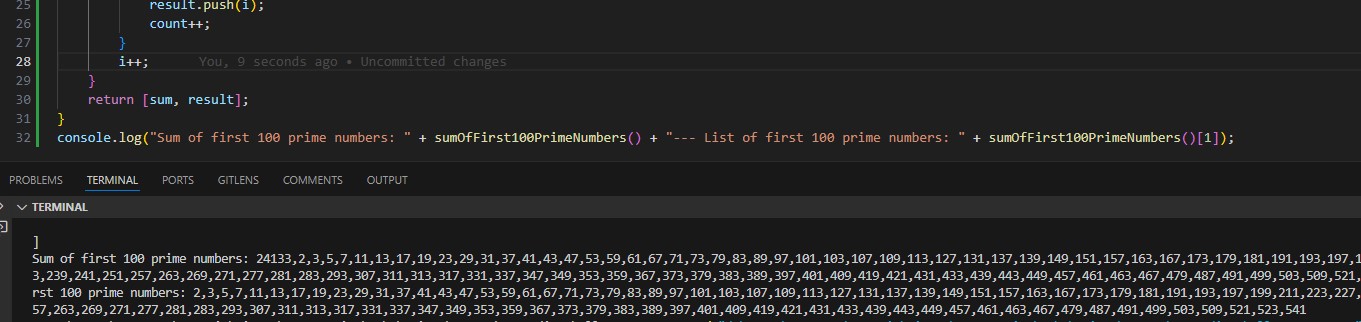 25 result.push(i);
26 count++;
27 }
28 i++; You, 9 seconds ago • Uncommitted changes
29 }
30 return [sum, result];
31 }
32 console.log("Sum of first 100 prime numbers: " + sumOfFirst100PrimeNumbers() + "--- List of first 100 prime numbers: " + sumOfFirst100PrimeNumbers()[1]);
PROBLEMS TERMINAL PORTS GITLENS COMMENTS OUTPUT
TERMINAL
]
Sum of first 100 prime numbers: 24133,2,3,5,7,11,13,17,19,23,29,31,37,41,43,47,53,59,61,67,71,73,79,83,89,97,101,103,107,109,113,127,131,137,139,149,151,157,163,167,173,179,181,191,193,197,1
3,239,241,251,257,263,269,271,277,281,283,293,307,311,313,317,331,337,347,349,353,359,367,373,379,383,389,397,401,409,419,421,431,433,439,443,449,457,461,463,467,479,487,491,499,503,509,521,
rst 100 prime numbers: 2,3,5,7,11,13,17,19,23,29,31,37,41,43,47,53,59,61,67,71,73,79,83,89,97,101,103,107,109,113,127,131,137,139,149,151,157,163,167,173,179,181,191,193,197,199,211,223,227,
57,263,269,271,277,281,283,293,307,311,313,317,331,337,347,349,353,359,367,373,379,383,389,397,401,409,419,421,431,433,439,443,449,457,461,463,467,479,487,491,499,503,509,521,523,541